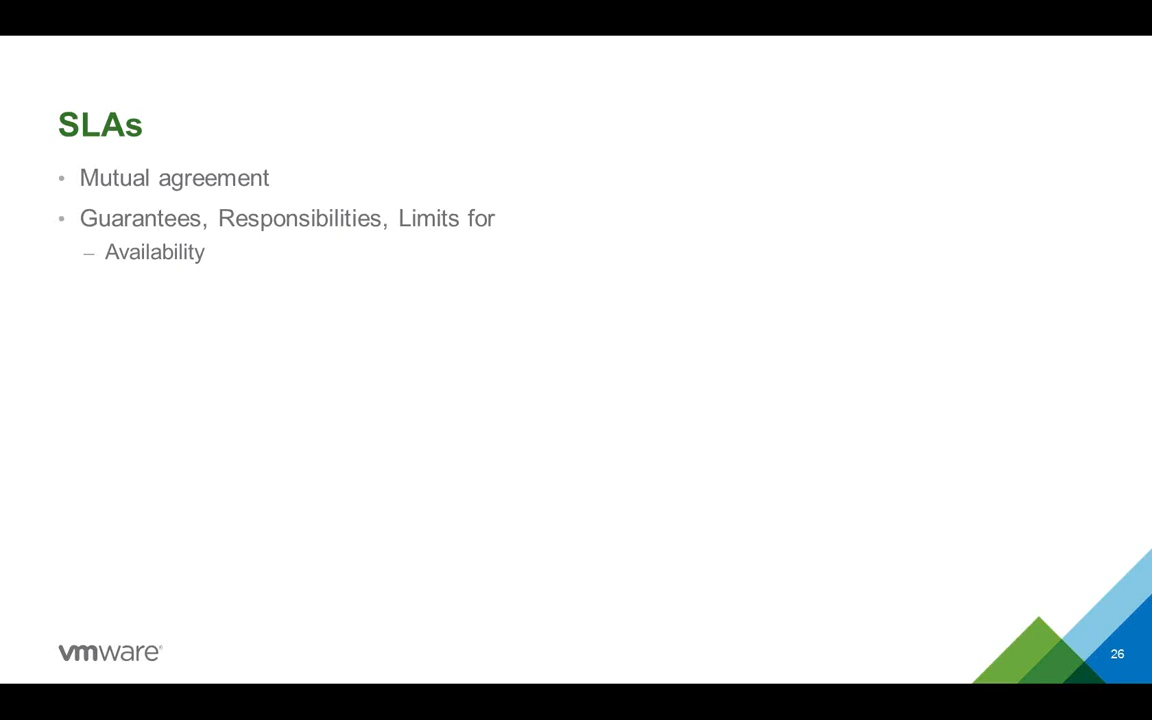 SLAs
• Mutual agreement
• Guarantees, Responsibilities, Limits for
– Availability
vmware®
26